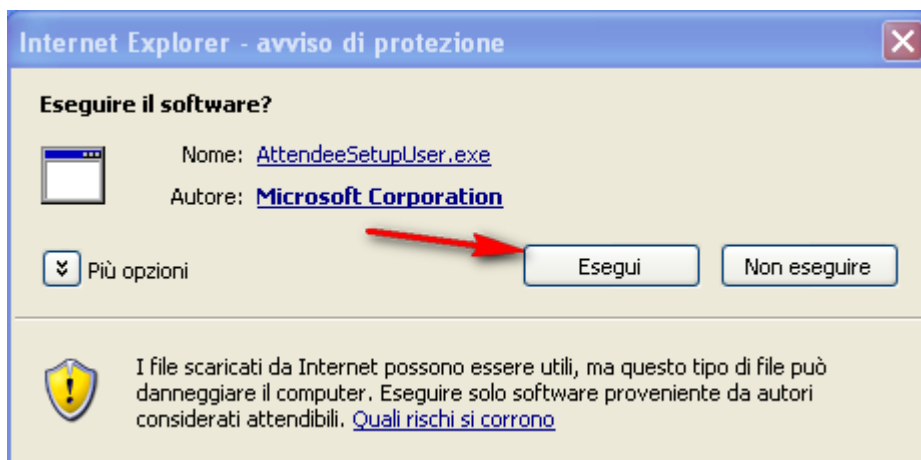 Internet Explorer - avviso di protezione
Eseguire il software?
Nome: AttendeeSetupUser.exe
Autore: Microsoft Corporation
Più opzioni
Esegui
Non eseguire
I file scaricati da Internet possono essere utili, ma questo tipo di file può
danneggiare il computer. Eseguire solo software proveniente da autori
considerati attendibili. Quali rischi si corrono